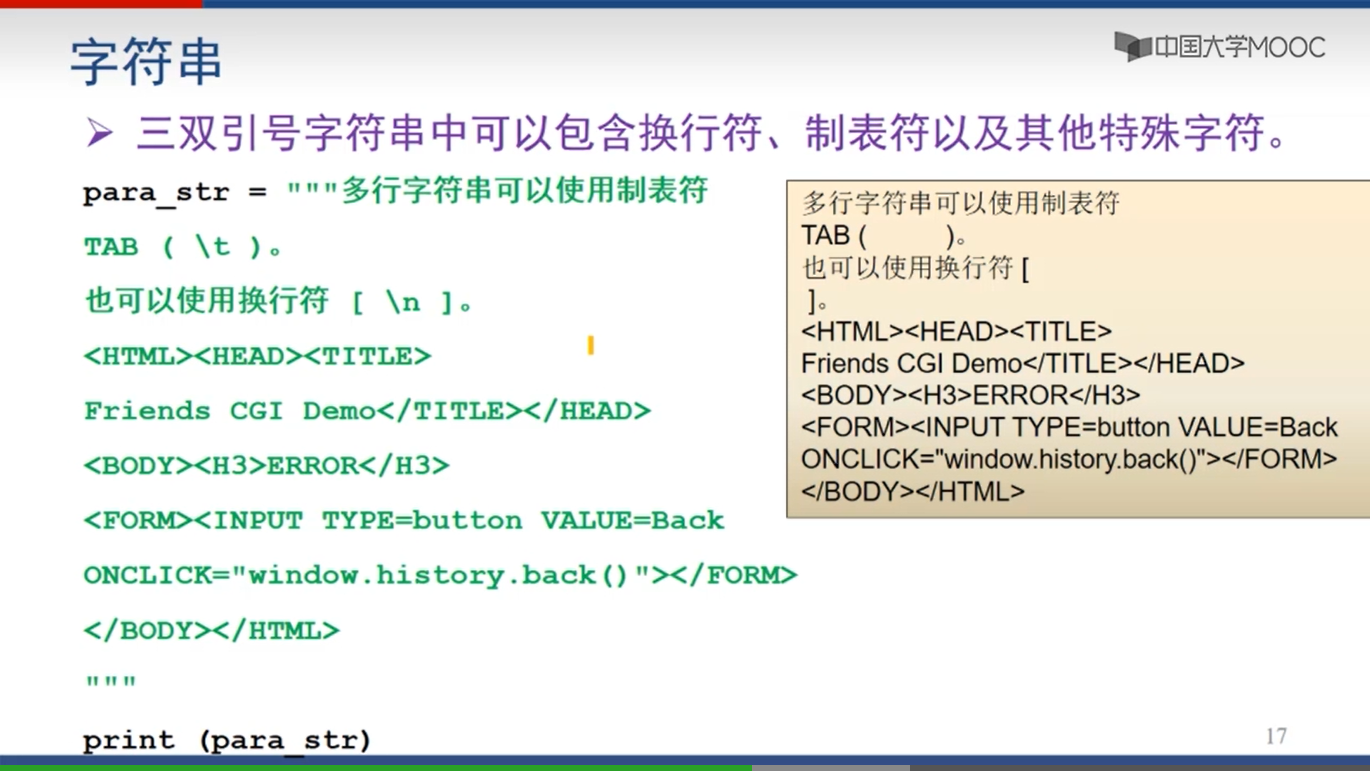 字符串
中国大学MOOC
三双引号字符串中可以包含换行符、制表符以及其他特殊字符。
para_str = """多行字符串可以使用制表符
TAB ( \t )。
也可以使用换行符 [ \n ]。
<HTML><HEAD><TITLE>
Friends CGI Demo</TITLE></HEAD>
<BODY><H3>ERROR</H3>
<FORM><INPUT TYPE=button VALUE=Back
ONCLICK="window.history.back()"></FORM>
</BODY></HTML>
"""
print (para_str)
多行字符串可以使用制表符
TAB (          )。
也可以使用换行符 [
 ]。
<HTML><HEAD><TITLE>
Friends CGI Demo</TITLE></HEAD>
<BODY><H3>ERROR</H3>
<FORM><INPUT TYPE=button VALUE=Back
ONCLICK="window.history.back()"></FORM>
</BODY></HTML>
17